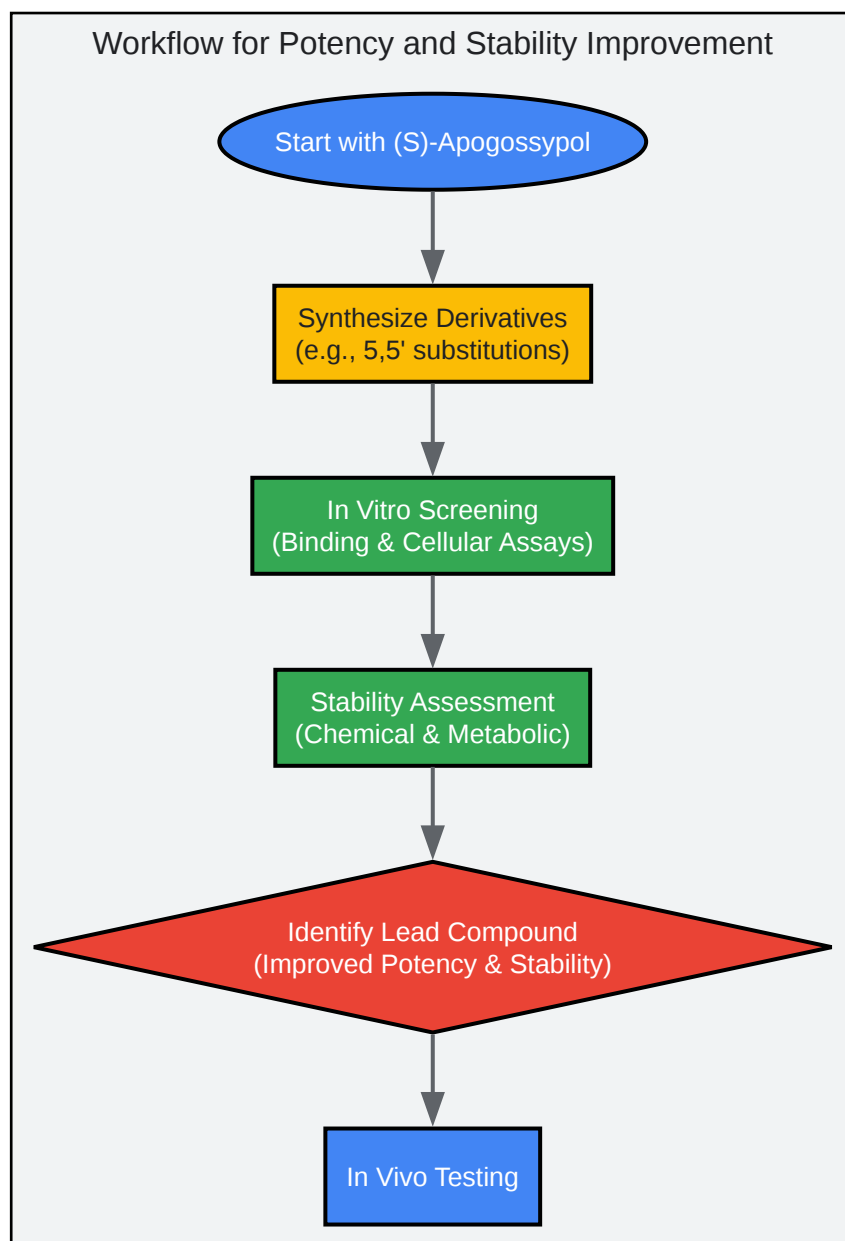 Workflow for Potency and Stability Improvement
Start with (S)-Apogossypol
Synthesize Derivatives
(e.g., 5,5' substitutions)
In Vitro Screening
(Binding & Cellular Assays)
Stability Assessment
(Chemical & Metabolic)
Identify Lead Compound
(Improved Potency & Stability)
In Vivo Testing